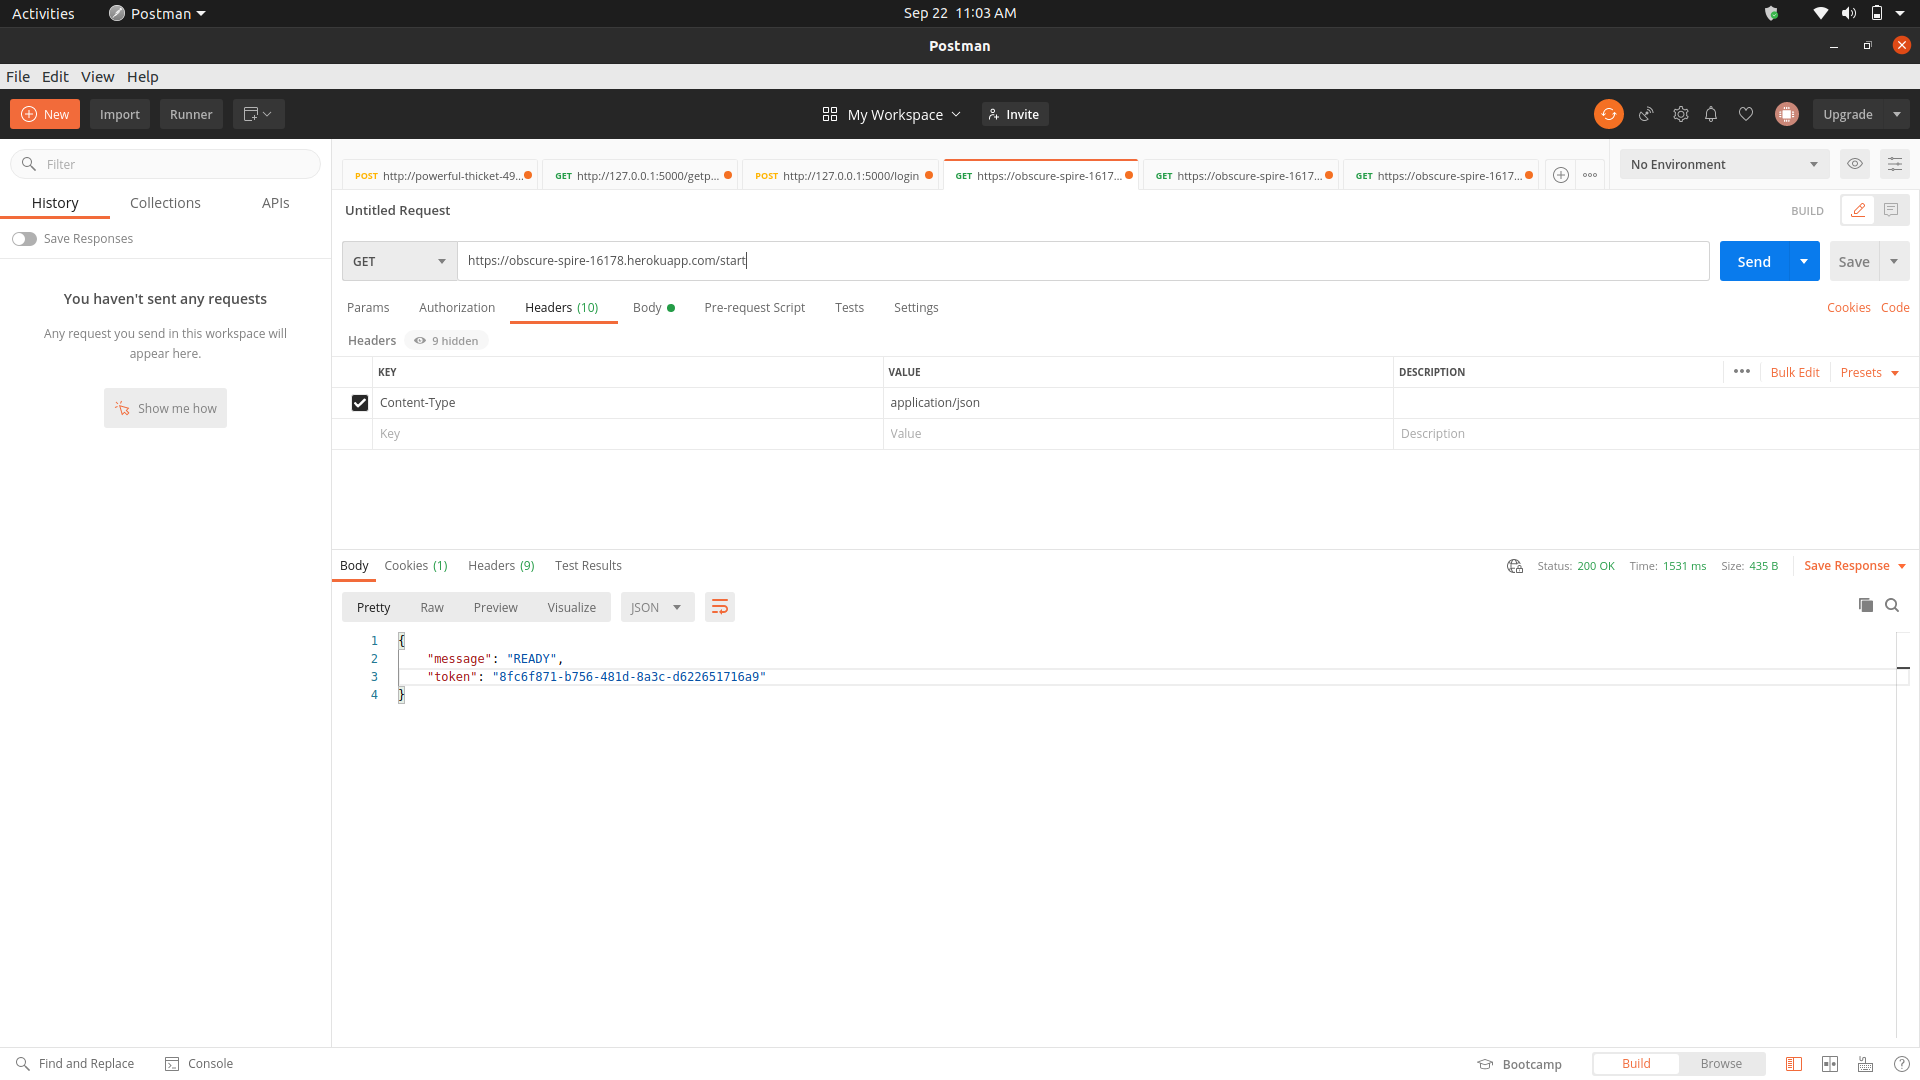 Activities
Postman
Sep 22 11:03 AM
Postman
File Edit View Help
New
Import
Runner
My Workspace
Invite
Upgrade
Filter
History
Collections
APIs
Save Responses
You haven't sent any requests
Any request you send in this workspace will
appear here.
Show me how
POST http://powerful-thicket-49...
GET http://127.0.0.1:5000/getp...
POST http://127.0.0.1:5000/login
GET https://obscure-spire-1617...
GET https://obscure-spire-1617...
GET https://obscure-spire-1617...
No Environment
Untitled Request
BUILD
GET
https://obscure-spire-16178.herokuapp.com/start
Send
Save
Params
Authorization
Headers (10)
Body
Pre-request Script
Tests
Settings
Cookies
Code
Headers
9 hidden
KEY
VALUE
DESCRIPTION
Bulk Edit
Presets
Content-Type
application/json
Key
Value
Description
Body
Cookies (1)
Headers (9)
Test Results
Status: 200 OK
Time: 1531 ms
Size: 435 B
Save Response
Pretty
Raw
Preview
Visualize
JSON
1 {
2 "message": "READY",
3 "token": "8fc6f871-b756-481d-8a3c-d622651716a9"
4 }
Find and Replace
Console
Bootcamp
Build
Browse